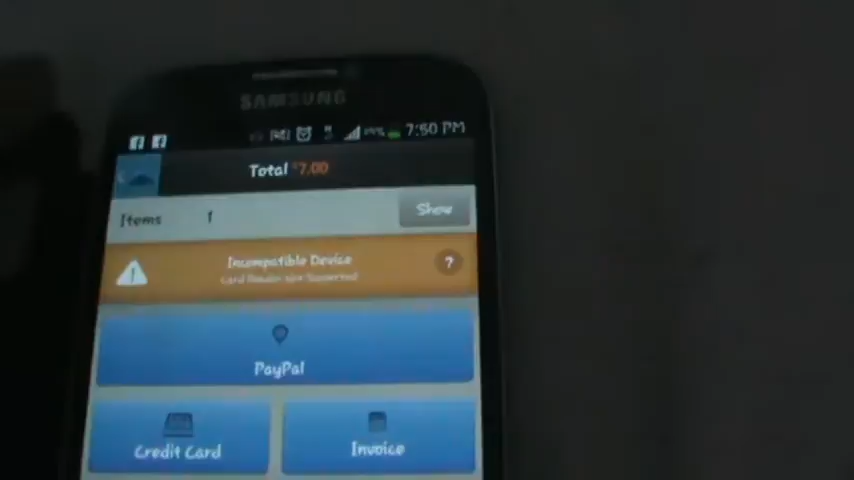 SAMSUNG
7:50 PM
Total $7.00
Items 1 Show
Incompatible Device
Card Reader Not Supported
?
PayPal
Credit Card
Invoice